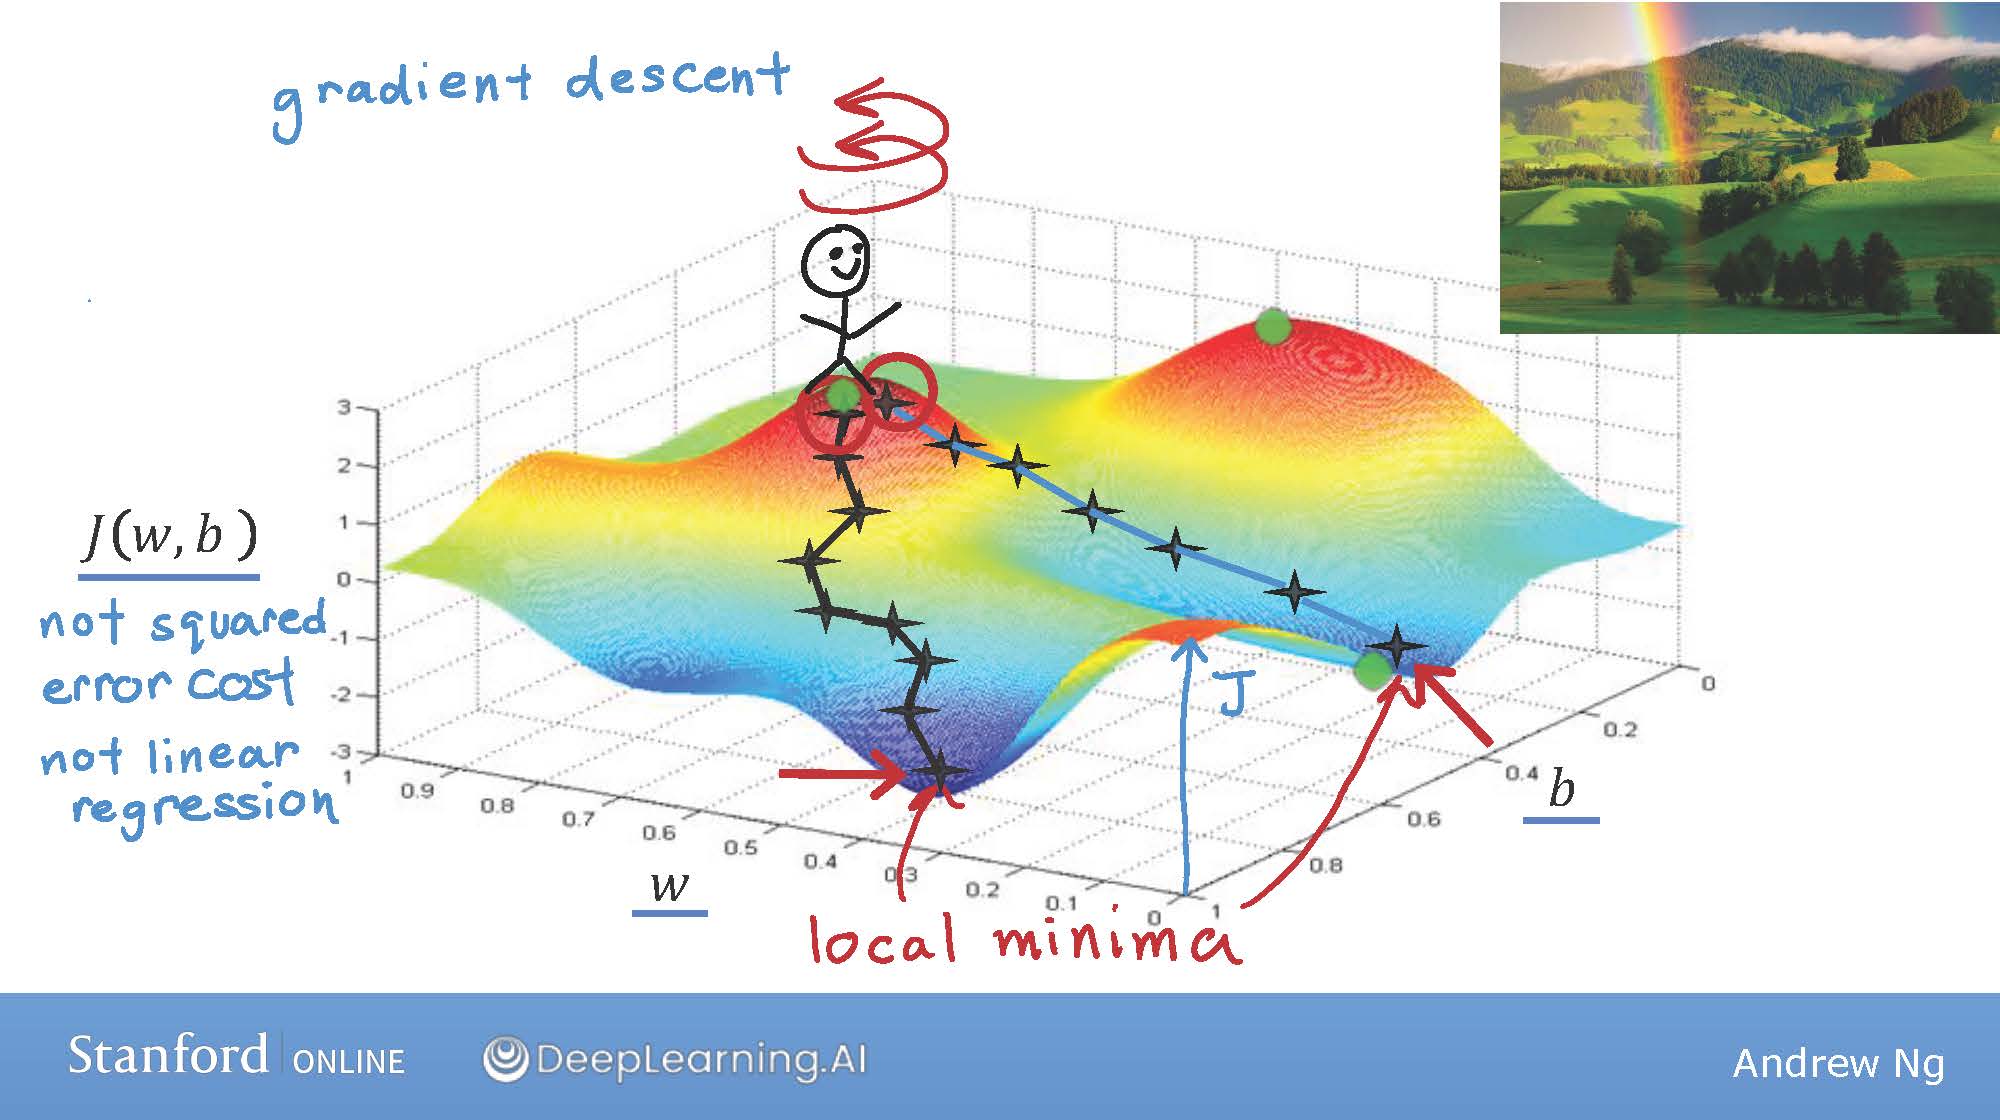 gradient descent
J(w, b )
not squared
error cost
not linear
regression
3
2
1
0
-1
-2
-3
1
0.9
0.8
0.7
0.6
0.5
0.4
0.3
0.2
0.1
0
w
1
0.8
0.6
0.4
0.2
0
b
J
local minima
Stanford ONLINE
DeepLearning.AI
Andrew Ng